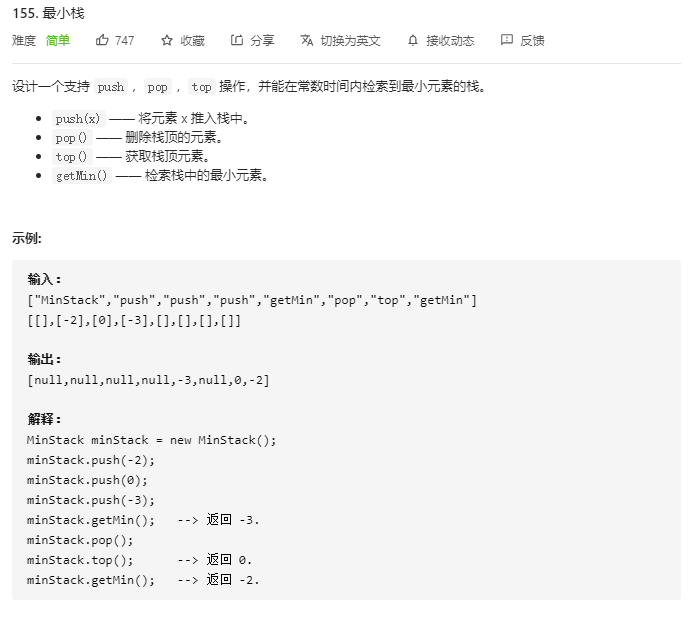 155. 最小栈
难度 简单 747 收藏 分享 切换为英文 接收动态 反馈
设计一个支持 push , pop , top 操作，并能在常数时间内检索到最小元素的栈。
push(x) —— 将元素 x 推入栈中。
pop() —— 删除栈顶的元素。
top() —— 获取栈顶元素。
getMin() —— 检索栈中的最小元素。
示例:
输入：
["MinStack","push","push","push","getMin","pop","top","getMin"]
[[],[-2],[0],[-3],[],[],[],[]]
输出：
[null,null,null,null,-3,null,0,-2]
解释：
MinStack minStack = new MinStack();
minStack.push(-2);
minStack.push(0);
minStack.push(-3);
minStack.getMin();   --> 返回 -3.
minStack.pop();
minStack.top();      --> 返回 0.
minStack.getMin();   --> 返回 -2.